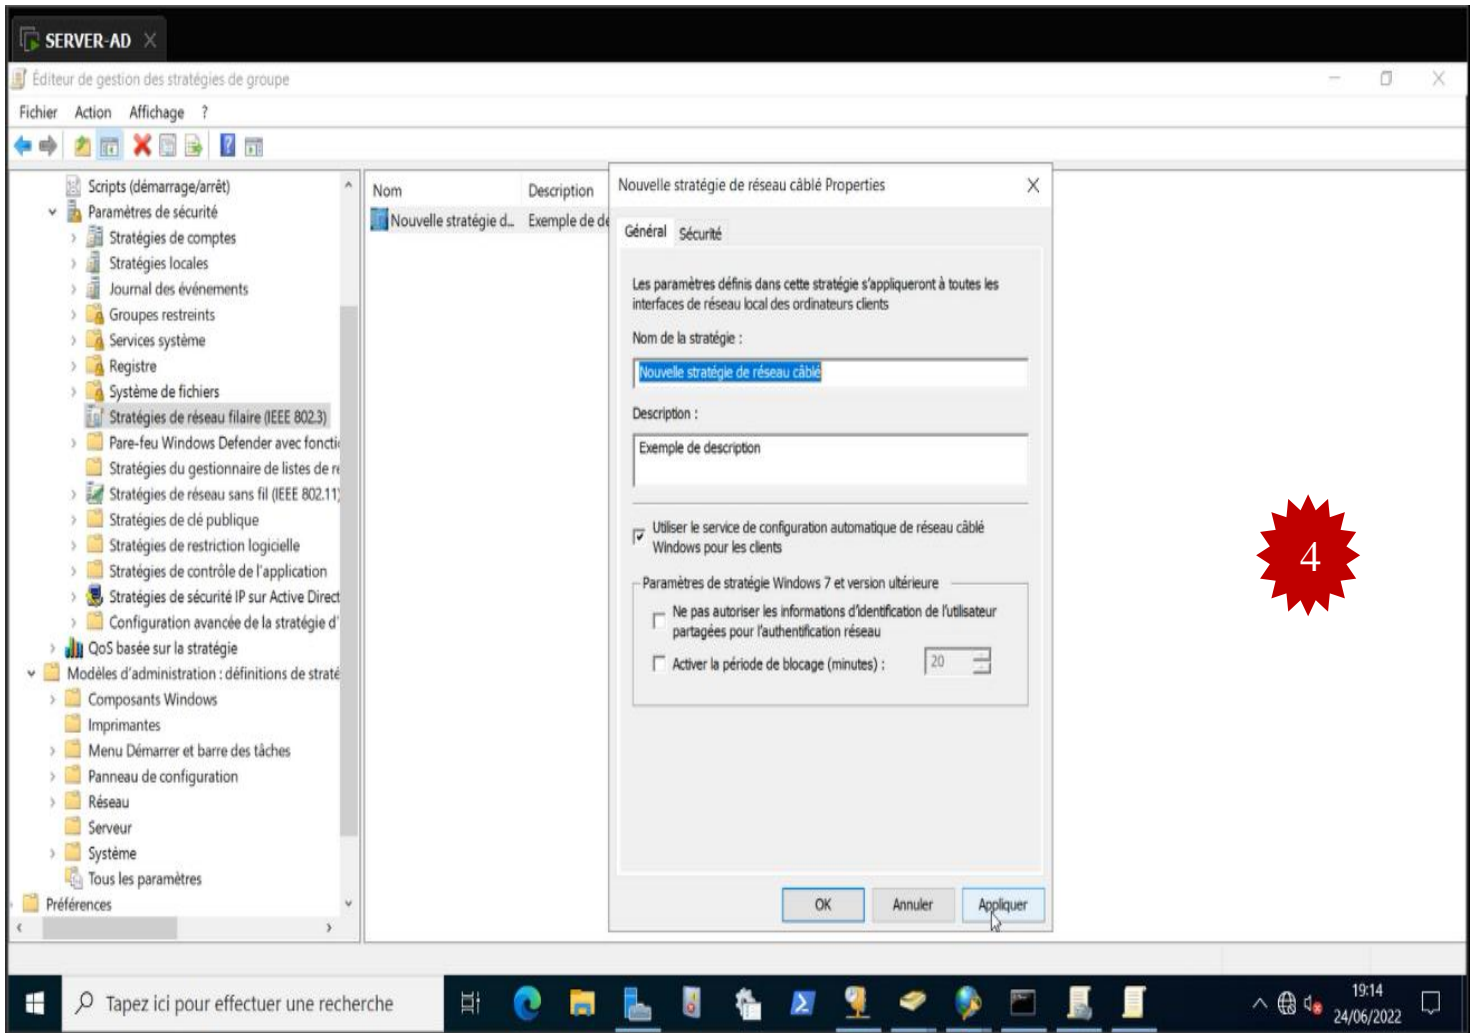 SERVER-AD
Éditeur de gestion des stratégies de groupe
Fichier Action Affichage ?
Scripts (démarrage/arrêt)
Paramètres de sécurité
Stratégies de comptes
Stratégies locales
Journal des événements
Groupes restreints
Services système
Registre
Système de fichiers
Stratégies de réseau filaire (IEEE 802.3)
Pare-feu Windows Defender avec foncti
Stratégies du gestionnaire de listes de re
Stratégies de réseau sans fil (IEEE 802.11)
Stratégies de clé publique
Stratégies de restriction logicielle
Stratégies de contrôle de l'application
Stratégies de sécurité IP sur Active Direct
Configuration avancée de la stratégie d'
QoS basée sur la stratégie
Modèles d'administration : définitions de straté
Composants Windows
Imprimantes
Menu Démarrer et barre des tâches
Panneau de configuration
Réseau
Serveur
Système
Tous les paramètres
Préférences
Nom Description
Nouvelle stratégie d... Exemple de de
Nouvelle stratégie de réseau câblé Properties
Général Sécurité
Les paramètres définis dans cette stratégie s'appliqueront à toutes les
interfaces de réseau local des ordinateurs clients
Nom de la stratégie :
Nouvelle stratégie de réseau câblé
Description :
Exemple de description
Utiliser le service de configuration automatique de réseau câblé
Windows pour les clients
Paramètres de stratégie Windows 7 et version ultérieure
Ne pas autoriser les informations d'identification de l'utilisateur
partagées pour l'authentification réseau
Activer la période de blocage (minutes) : 20
OK Annuler Appliquer
4
Tapez ici pour effectuer une recherche
19:14
24/06/2022